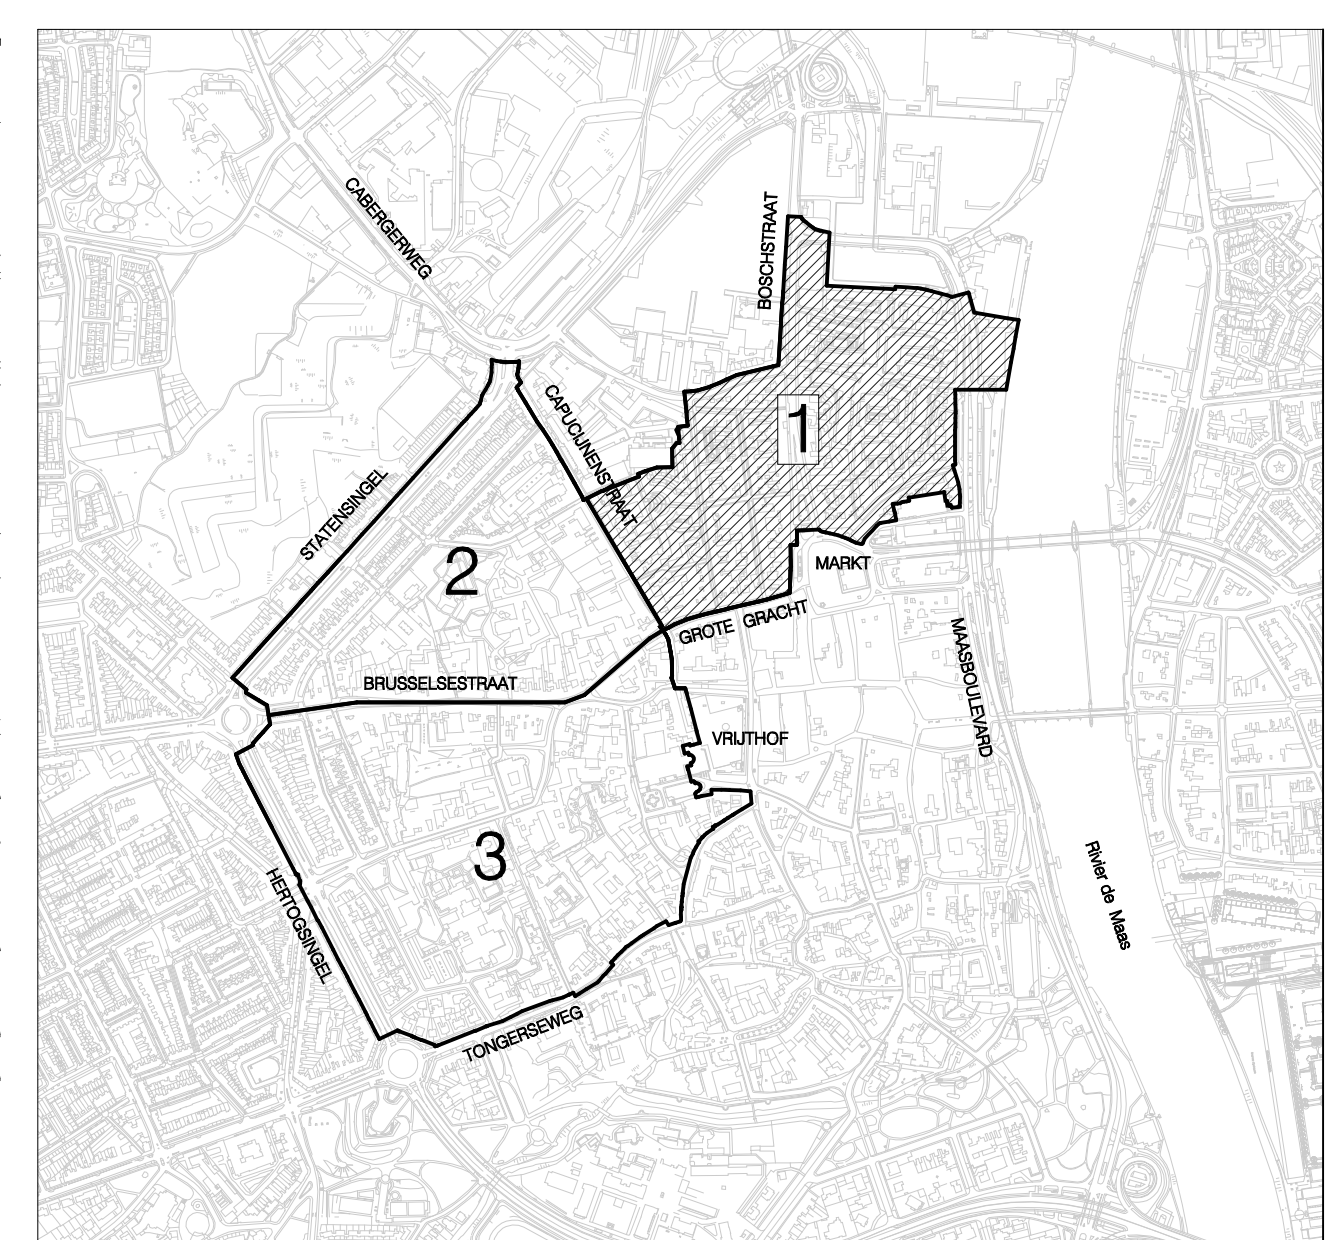 CABERGERWEG
BOSCHSTRAAT
CAPUCIJNENSTRAAT
1
STATENSINGEL
2
MARKT
GROTE GRACHT
MAASBOULEVARD
BRUSSELSESTRAAT
VRIJTHOF
3
HERTOGSINGEL
Rivier de Maas
TONGERSEWEG